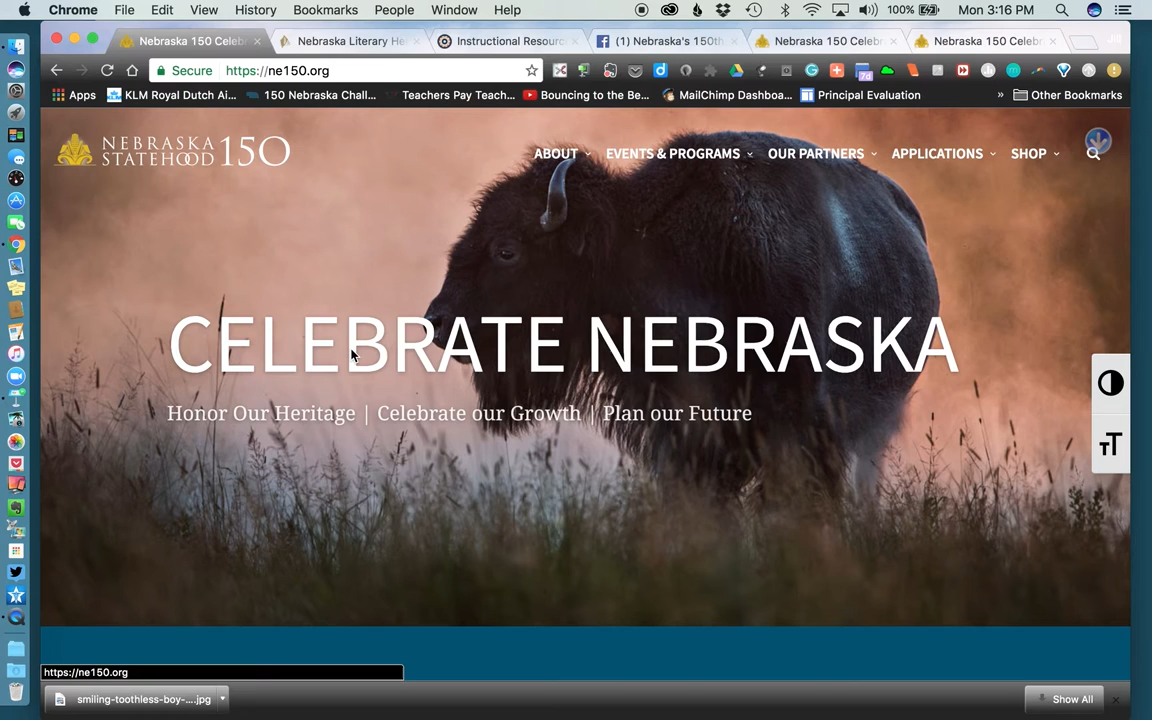 Chrome File Edit View History Bookmarks People Window Help 100% Mon 3:16 PM
Nebraska 150 Celeb Nebraska Literary He Instructional Resourc (1) Nebraska's 150th Nebraska 150 Celeb Nebraska 150 Celebr
Secure https://ne150.org 7d
Apps KLM Royal Dutch Ai... 150 Nebraska Chall... Teachers Pay Teach... Bouncing to the Be... MailChimp Dashboa... Principal Evaluation » Other Bookmarks
NEBRASKA
STATEHOOD 150
ABOUT EVENTS & PROGRAMS OUR PARTNERS APPLICATIONS SHOP
CELEBRATE NEBRASKA
Honor Our Heritage | Celebrate our Growth | Plan our Future
TT
https://ne150.org
smiling-toothless-boy-....jpg Show All